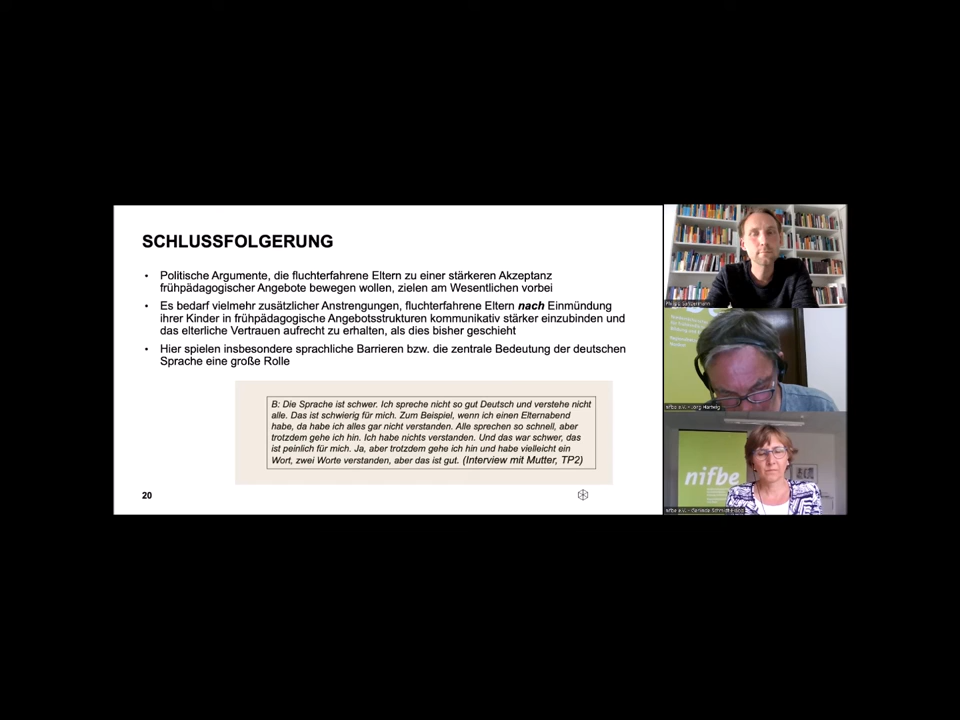 SCHLUSSFOLGERUNG
• Politische Argumente, die fluchterfahrene Eltern zu einer stärkeren Akzeptanz
frühpädagogischer Angebote bewegen wollen, zielen am Wesentlichen vorbei
• Es bedarf vielmehr zusätzlicher Anstrengungen, fluchterfahrene Eltern nach Einmündung
ihrer Kinder in frühpädagogische Angebotsstrukturen kommunikativ stärker einzubinden und
das elterliche Vertrauen aufrecht zu erhalten, als dies bisher geschieht
• Hier spielen insbesondere sprachliche Barrieren bzw. die zentrale Bedeutung der deutschen
Sprache eine große Rolle
B: Die Sprache ist schwer. Ich spreche nicht so gut Deutsch und verstehe nicht
alle. Das ist schwierig für mich. Zum Beispiel, wenn ich einen Elternabend
habe, da habe ich alles gar nicht verstanden. Alle sprechen so schnell, aber
trotzdem gehe ich hin. Ich habe nichts verstanden. Und das war schwer, das
ist peinlich für mich. Ja, aber trotzdem gehe ich hin und habe vielleicht ein
Wort, zwei Worte verstanden, aber das ist gut. (Interview mit Mutter, TP2)
20
nifbe e.V. - Jörg Hartwig
nifbe
nifbe e.V. -